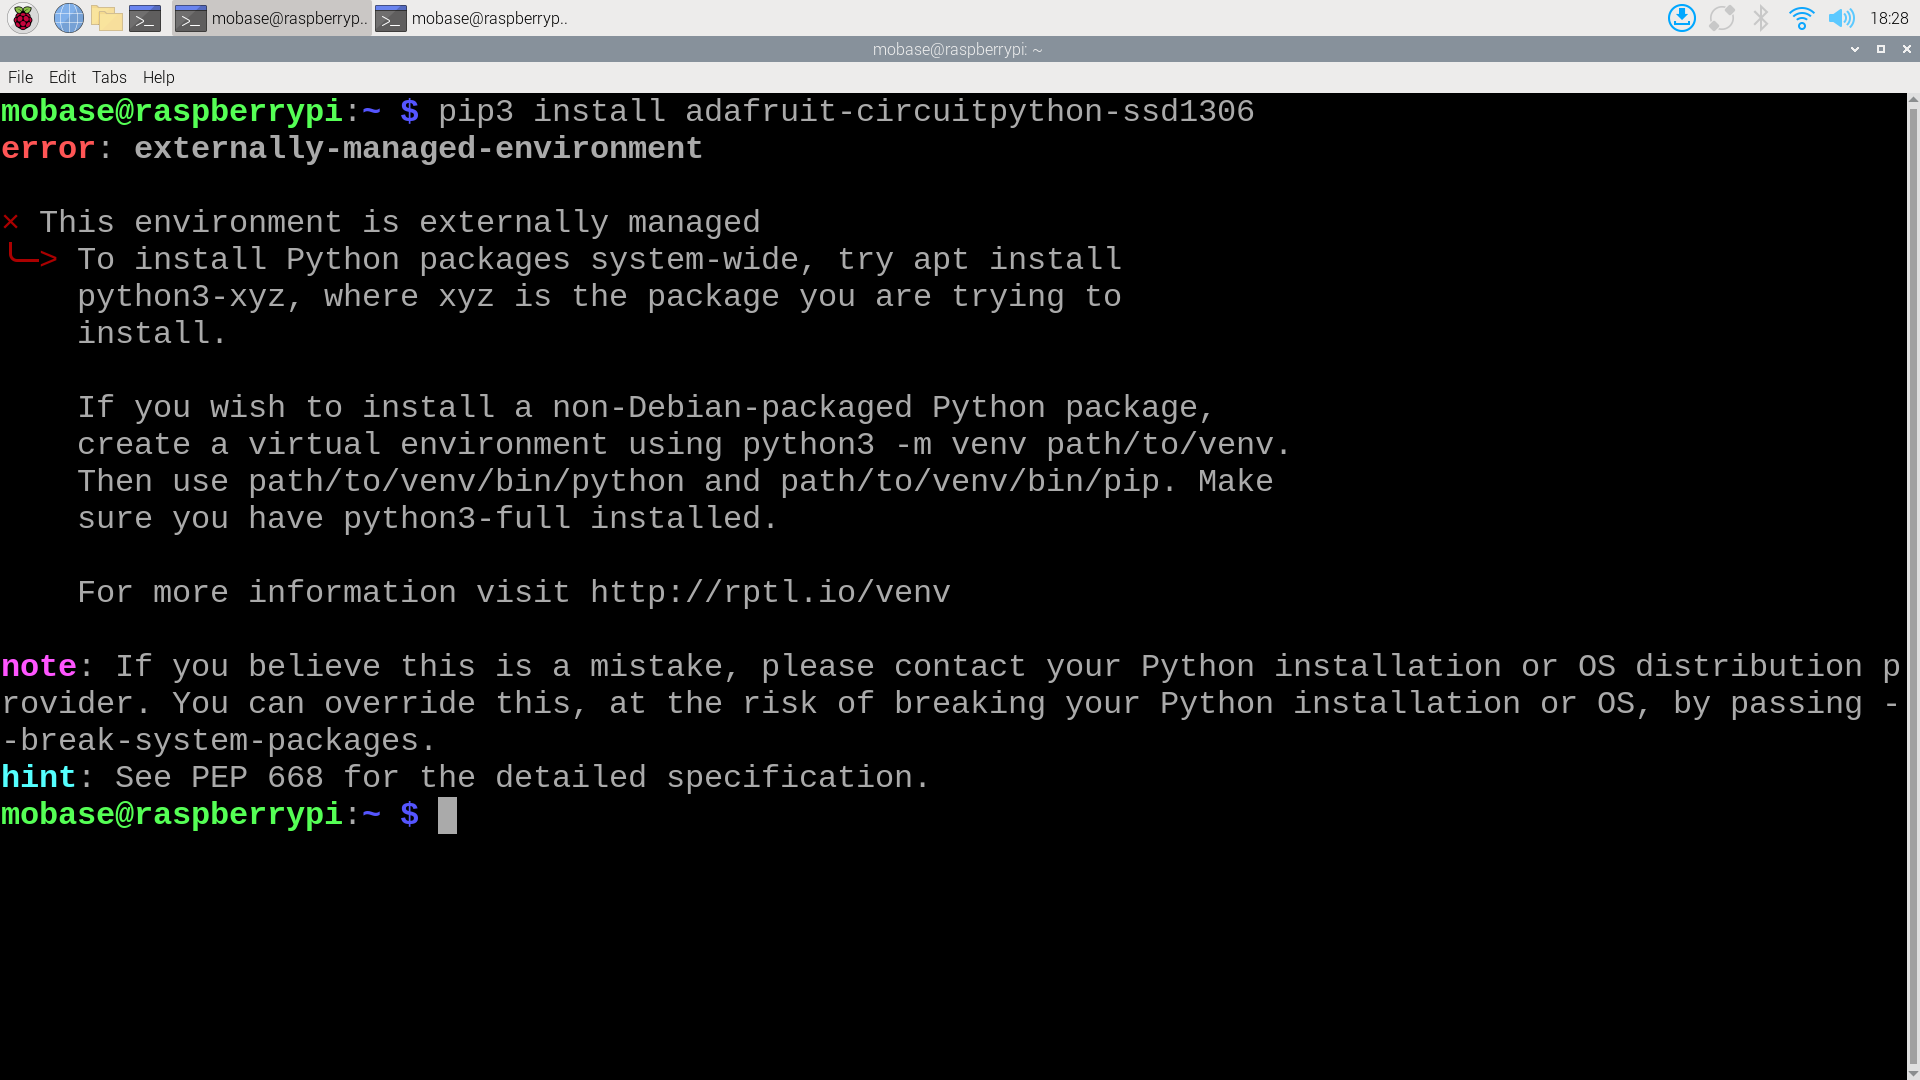 mobase@raspberryp.. mobase@raspberryp.. 18:28
mobase@raspberrypi: ~
File Edit Tabs Help
mobase@raspberrypi:~ $ pip3 install adafruit-circuitpython-ssd1306
error: externally-managed-environment
× This environment is externally managed
╰─> To install Python packages system-wide, try apt install
python3-xyz, where xyz is the package you are trying to
install.
If you wish to install a non-Debian-packaged Python package,
create a virtual environment using python3 -m venv path/to/venv.
Then use path/to/venv/bin/python and path/to/venv/bin/pip. Make
sure you have python3-full installed.
For more information visit http://rptl.io/venv
note: If you believe this is a mistake, please contact your Python installation or OS distribution p
rovider. You can override this, at the risk of breaking your Python installation or OS, by passing -
-break-system-packages.
hint: See PEP 668 for the detailed specification.
mobase@raspberrypi:~ $